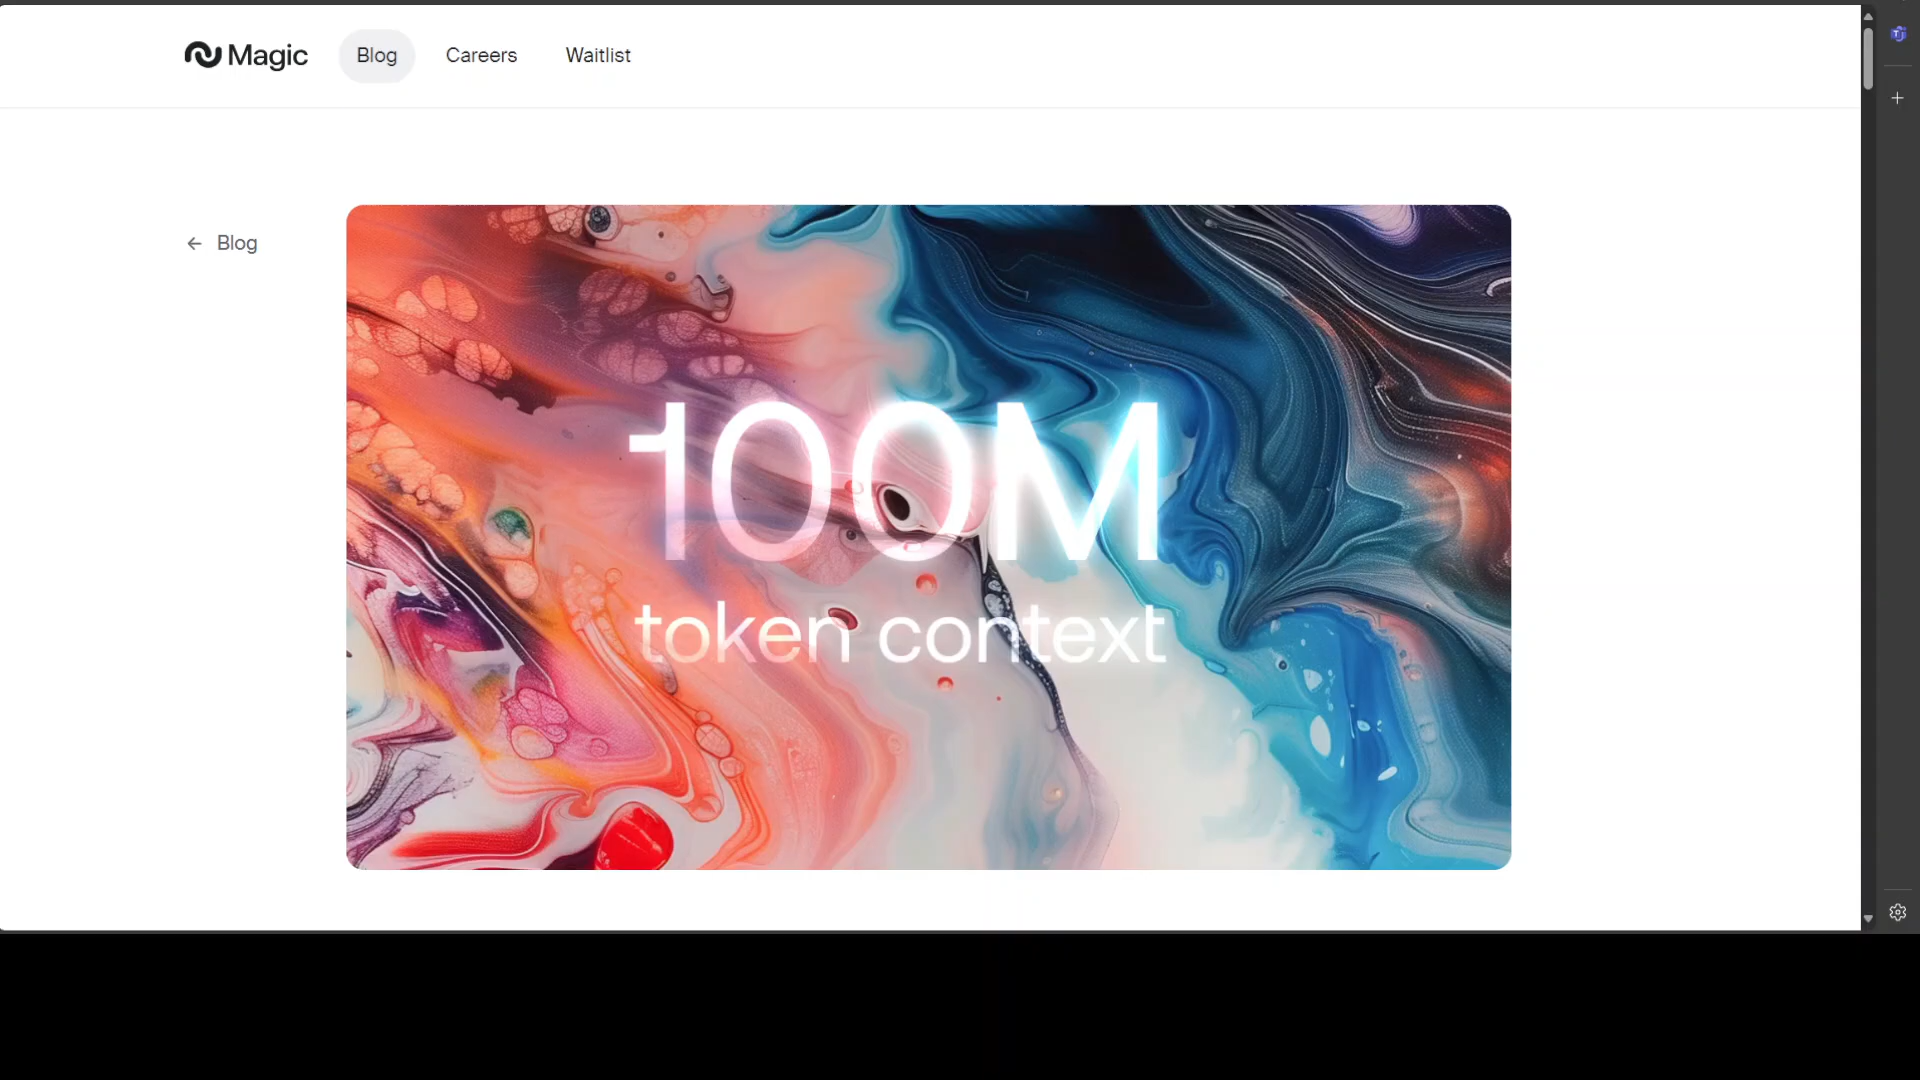 Magic
Blog
Careers
Waitlist
Blog
100M
token context